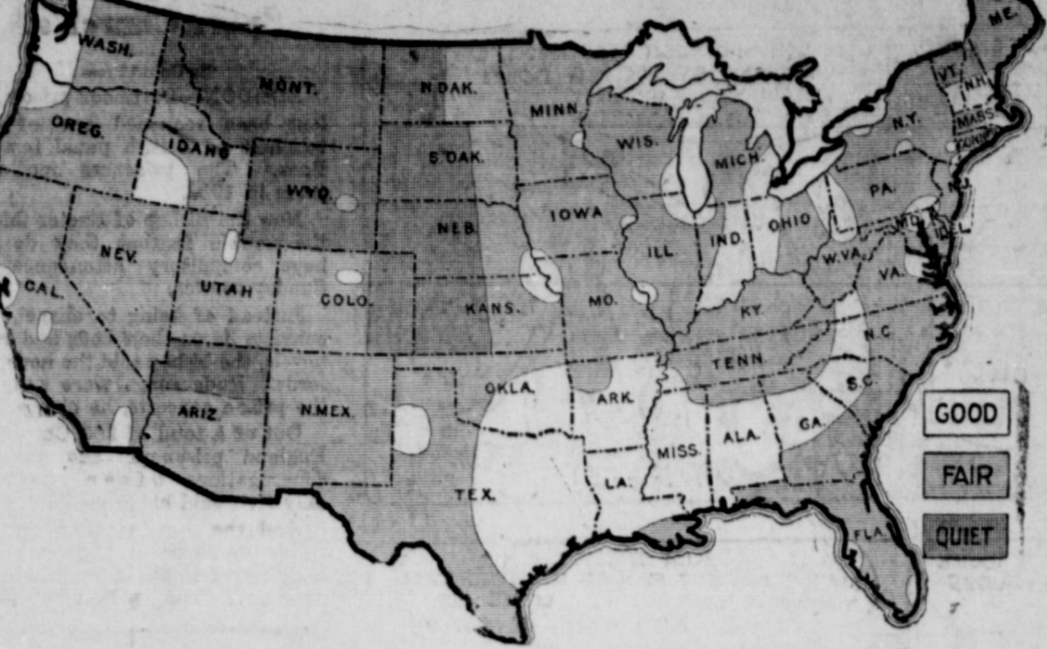 ME.
WASH.
MONT.
N.DAK.
MINN.
VT.
N.H.
OREG.
IDAHO
S.DAK.
WIS.
MICH.
N.Y.
MASS.
CONN.
WYO.
NEB.
IOWA
PA.
N.J.
NEV.
UTAH
COLO.
KANS.
MO.
ILL.
IND.
OHIO
W.VA.
MD.
DEL.
VA.
CAL.
KY.
N.C.
TENN.
ARIZ.
N.MEX.
OKLA.
ARK.
S.C.
MISS.
ALA.
GA.
TEX.
LA.
FLA.
GOOD
FAIR
QUIET